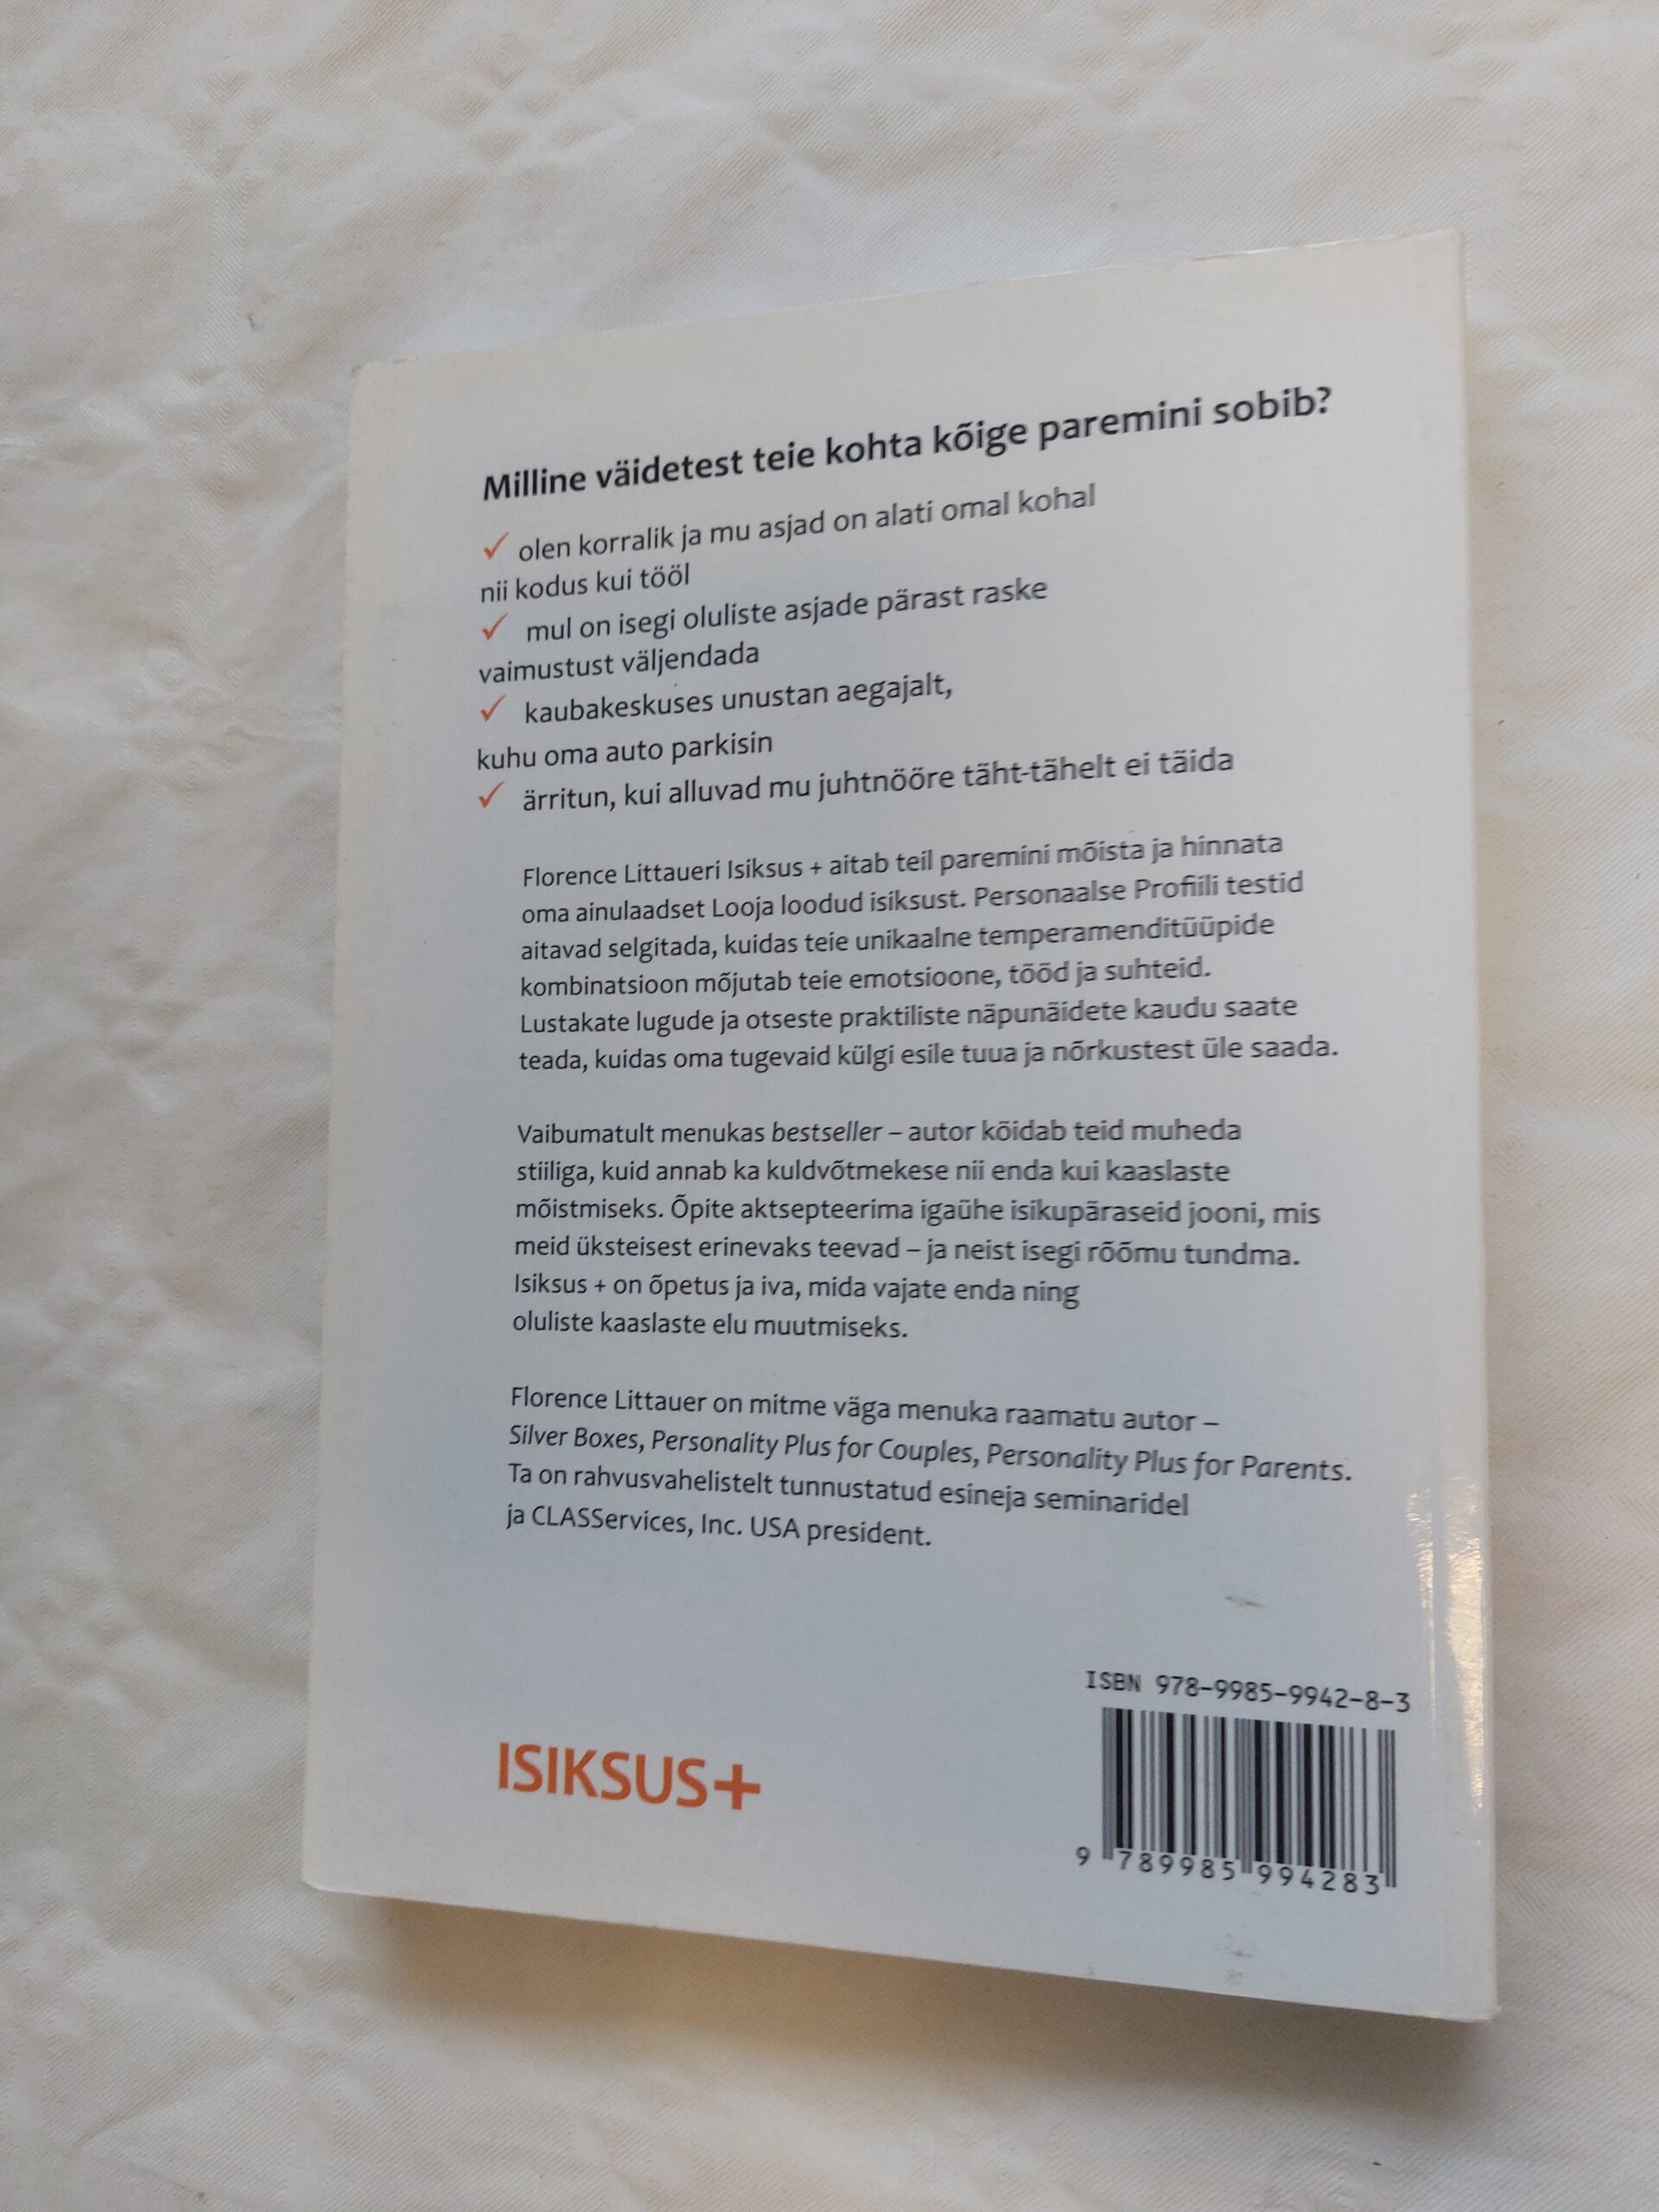 Milline väidetest teie kohta kõige paremini sobib?
✓ olen korralik ja mu asjad on alati omal kohal
nii kodus kui tööl
✓ mul on isegi oluliste asjade pärast raske
vaimustust väljendada
✓ kaubakeskuses unustan aegajalt,
kuhu oma auto parkisin
✓ ärritun, kui alluvad mu juhtnööre täht-tähelt ei täida
Florence Littaueri Isiksus + aitab teil paremini mõista ja hinnata
oma ainulaadset Looja loodud isiksust. Personaalse Profiili testid
aitavad selgitada, kuidas teie unikaalne temperamenditüüpide
kombinatsioon mõjutab teie emotsioone, tööd ja suhteid.
Lustakate lugude ja otseste praktiliste näpunäidete kaudu saate
teada, kuidas oma tugevaid külgi esile tuua ja nõrkustest üle saada.
Vaibumatult menukas bestseller – autor köidab teid muheda
stiiliga, kuid annab ka kuldvõtmekese nii enda kui kaaslaste
mõistmiseks. Õpite aktsepteerima igaühe isikupäraseid jooni, mis
meid üksteisest erinevaks teevad – ja neist isegi rõõmu tundma.
Isiksus + on õpetus ja iva, mida vajate enda ning
oluliste kaaslaste elu muutmiseks.
Florence Littauer on mitme väga menuka raamatu autor –
Silver Boxes, Personality Plus for Couples, Personality Plus for Parents.
Ta on rahvusvahelistelt tunnustatud esineja seminaridel
ja CLASServices, Inc. USA president.
ISBN 978-9985-9942-8-3
ISIKSUS+
9 789985 994283